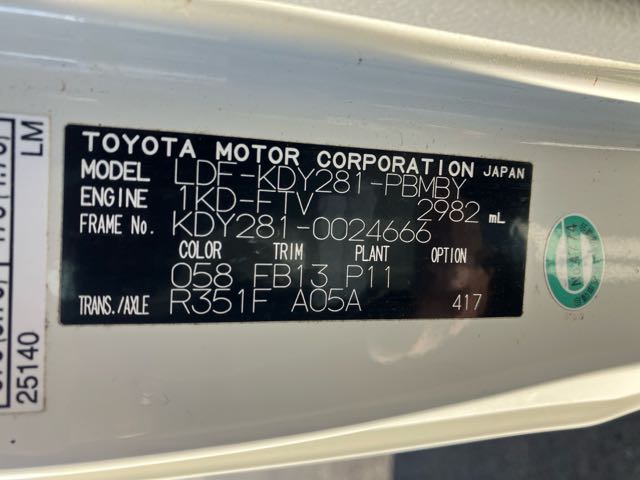 TOYOTA MOTOR CORPORATION JAPAN
MODEL LDF-KDY281-PBMBY
ENGINE 1KD-FTV 2982 mL
FRAME No. KDY281-0024666
COLOR TRIM PLANT OPTION
058 FB13 P11
TRANS./AXLE R351F A05A 417
LM
25140